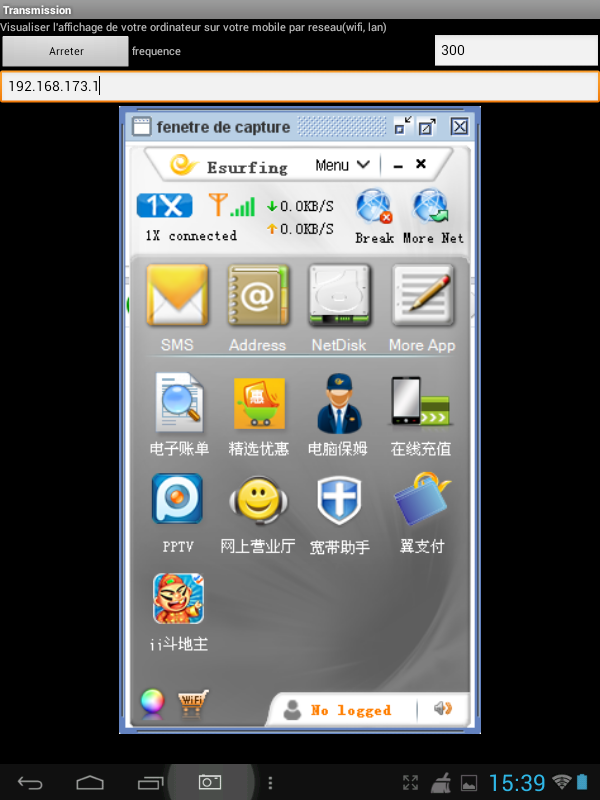 Transmission
Visualiser l'affichage de votre ordinateur sur votre mobile par reseau(wifi, lan)
Arreter frequence 300
192.168.173.1
fenetre de capture
Esurfing Menu
1X 0.0KB/S
0.0KB/S
1X connected Break More Net
SMS Address NetDisk More App
电子账单 精选优惠 电脑保姆 在线充值
PPTV 网上营业厅 宽带助手 翼支付
ii斗地主
WiFi No logged
15:39